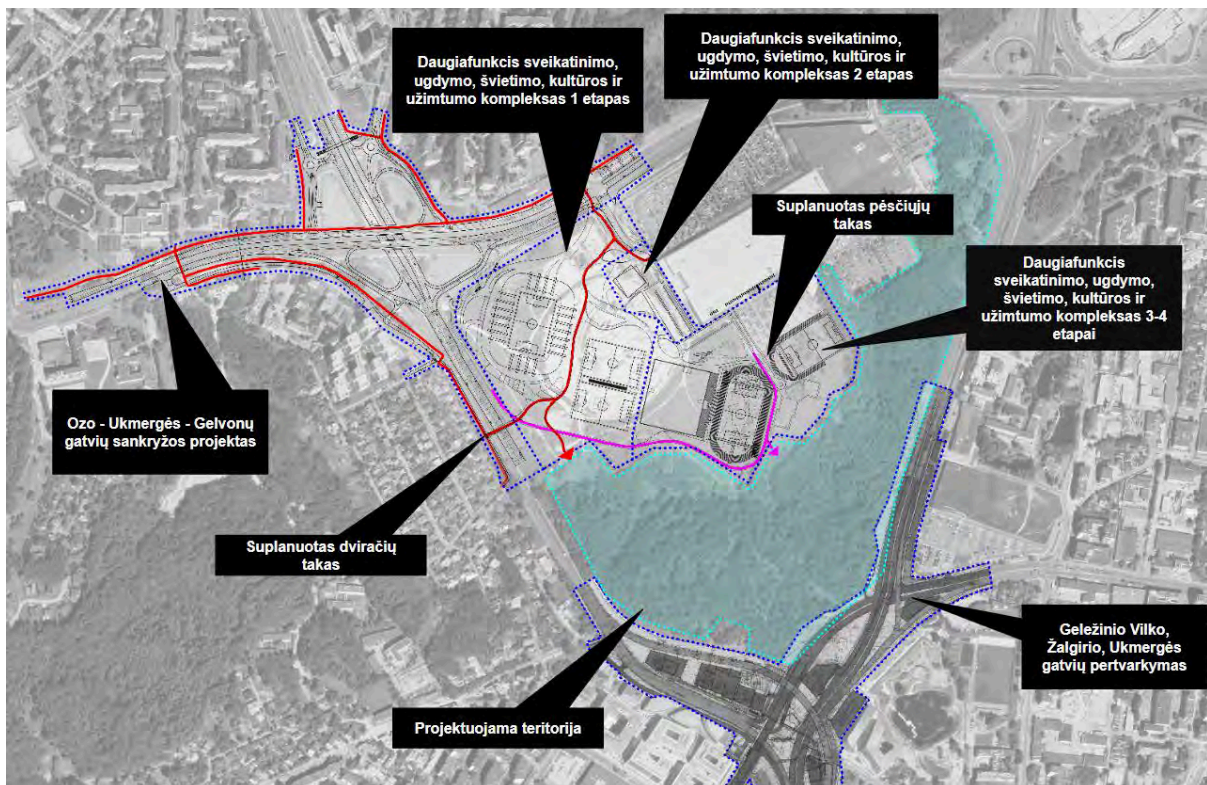 Daugiafunkcis sveikatinimo,
ugdymo, švietimo, kultūros ir
užimtumo kompleksas 1 etapas
Daugiafunkcis sveikatinimo,
ugdymo, švietimo, kultūros ir
užimtumo kompleksas 2 etapas
Suplanuotas pėsčiųjų
takas
Daugiafunkcis
sveikatinimo, ugdymo,
švietimo, kultūros ir
užimtumo kompleksas 3-4
etapai
Ozo - Ukmergės - Gelvonų
gatvių sankryžos projektas
Suplanuotas dviračių
takas
Geležinio Vilko,
Žalgirio, Ukmergės
gatvių pertvarkymas
Projektuojama teritorija